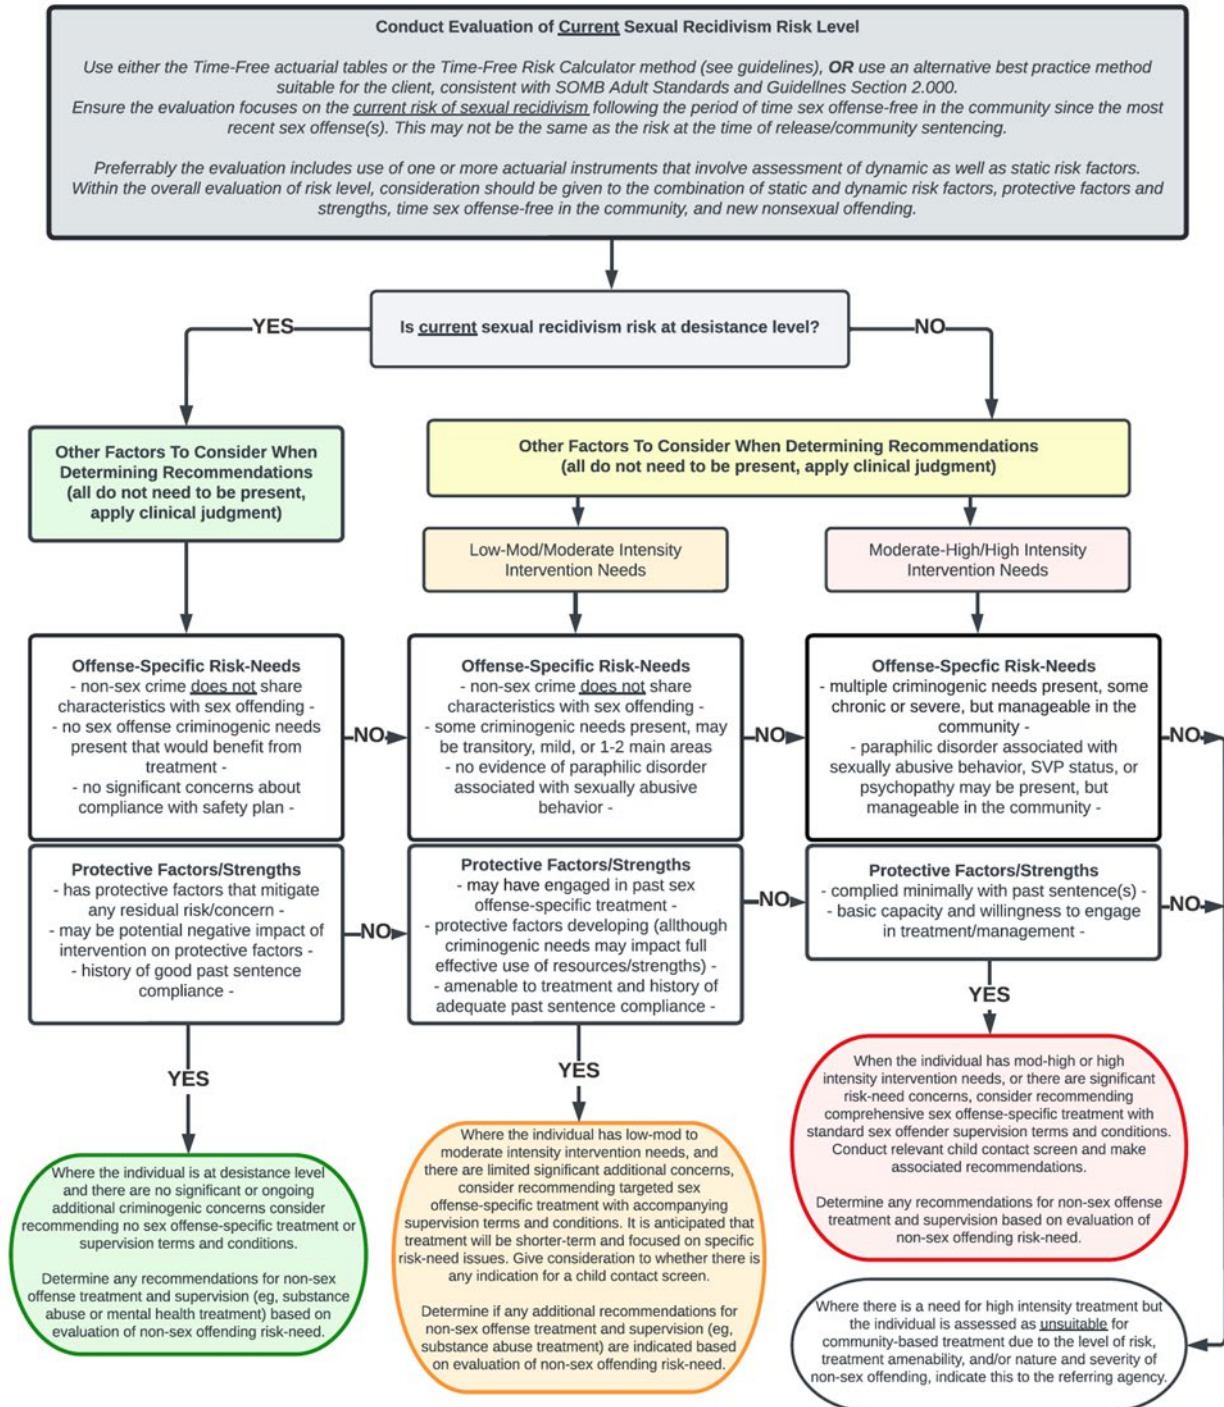 Conduct Evaluation of Current Sexual Recidivism Risk Level
Use either the Time-Free actuarial tables or the Time-Free Risk Calculator method (see guidelines), OR use an alternative best practice method
suitable for the client, consistent with SOMB Adult Standards and Guidellnes Section 2.000.
Ensure the evaluation focuses on the current risk of sexual recidivism following the period of time sex offense-free in the community since the most
recent sex offense(s). This may not be the same as the risk at the time of release/community sentencing.
Preferrably the evaluation includes use of one or more actuarial instruments that involve assessment of dynamic as well as static risk factors.
Within the overall evaluation of risk level, consideration should be given to the combination of static and dynamic risk factors, protective factors and
strengths, time sex offense-free in the community, and new nonsexual offending.
Is current sexual recidivism risk at desistance level?
YES
NO
Other Factors To Consider When
Determining Recommendations
(all do not need to be present,
apply clinical judgment)
Other Factors To Consider When Determining Recommendations
(all do not need to be present, apply clinical judgment)
Low-Mod/Moderate Intensity
Intervention Needs
Moderate-High/High Intensity
Intervention Needs
Offense-Specific Risk-Needs
- non-sex crime does not share
characteristics with sex offending -
- no sex offense criminogenic needs
present that would benefit from
treatment -
- no significant concerns about
compliance with safety plan -
NO
Offense-Specific Risk-Needs
- non-sex crime does not share
characteristics with sex offending -
- some criminogenic needs present, may
be transitory, mild, or 1-2 main areas
- no evidence of paraphilic disorder
associated with sexually abusive
behavior -
NO
Offense-Specfic Risk-Needs
- multiple criminogenic needs present, some
chronic or severe, but manageable in the
community -
- paraphilic disorder associated with
sexually abusive behavior, SVP status, or
psychopathy may be present, but
manageable in the community -
NO
Protective Factors/Strengths
- has protective factors that mitigate
any residual risk/concern -
- may be potential negative impact of
intervention on protective factors -
- history of good past sentence
compliance -
NO
Protective Factors/Strengths
- may have engaged in past sex
offense-specific treatment -
- protective factors developing (allthough
criminogenic needs may impact full
effective use of resources/strengths) -
- amenable to treatment and history of
adequate past sentence compliance -
NO
Protective Factors/Strengths
- complied minimally with past sentence(s) -
- basic capacity and willingness to engage
in treatment/management -
NO
YES
YES
YES
Where the individual is at desistance level
and there are no significant or ongoing
additional criminogenic concerns consider
recommending no sex offense-specific treatment or
supervision terms and conditions.
Determine any recommendations for non-sex
offense treatment and supervision (eg, substance
abuse or mental health treatment) based on
evaluation of non-sex offending risk-need.
Where the individual has low-mod to
moderate intensity intervention needs, and
there are limited significant additional concerns,
consider recommending targeted sex
offense-specific treatment with accompanying
supervision terms and conditions. It is anticipated that
treatment will be shorter-term and focused on specific
risk-need issues. Give consideration to whether there is
any indication for a child contact screen.
Determine if any additional recommendations for
non-sex offense treatment and supervision (eg,
substance abuse treatment) are indicated based
on evaluation of non-sex offending risk-need.
When the individual has mod-high or high
intensity intervention needs, or there are significant
risk-need concerns, consider recommending
comprehensive sex offense-specific treatment with
standard sex offender supervision terms and conditions.
Conduct relevant child contact screen and make
associated recommendations.
Determine any recommendations for non-sex offense
treatment and supervision based on evaluation of
non-sex offending risk-need.
Where there is a need for high intensity treatment but
the individual is assessed as unsuitable for
community-based treatment due to the level of risk,
treatment amenability, and/or nature and severity of
non-sex offending, indicate this to the referring agency.